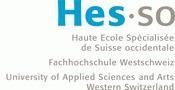 Hes·so
Haute Ecole Spécialisée
de Suisse occidentale
Fachhochschule Westschweiz
University of Applied Sciences and Arts
Western Switzerland